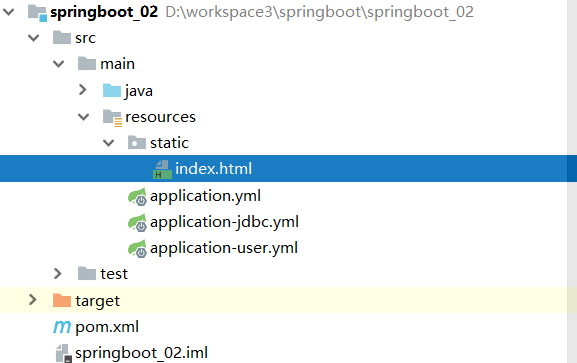 springboot_02 D:\workspace3\springboot\springboot_02
src
main
java
resources
static
index.html
application.yml
application-jdbc.yml
application-user.yml
test
target
pom.xml
springboot_02.iml